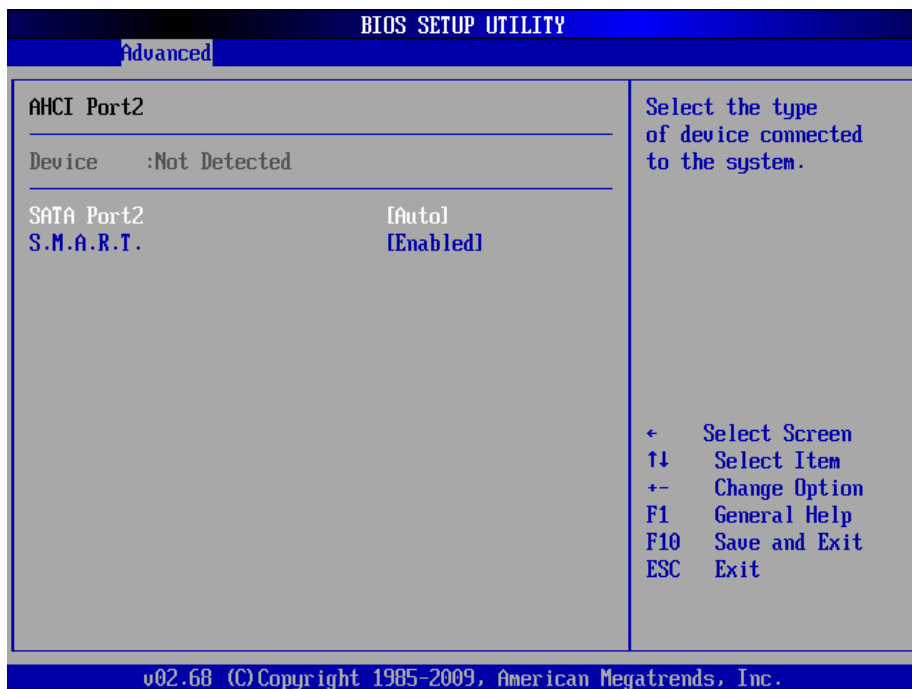 BIOS SETUP UTILITY
Advanced
AHCI Port2
Device :Not Detected
SATA Port2 [Auto]
S.M.A.R.T. [Enabled]
Select the type
of device connected
to the system.
← Select Screen
↑↓ Select Item
+- Change Option
F1 General Help
F10 Save and Exit
ESC Exit
v02.68 (C)Copyright 1985-2009, American Megatrends, Inc.